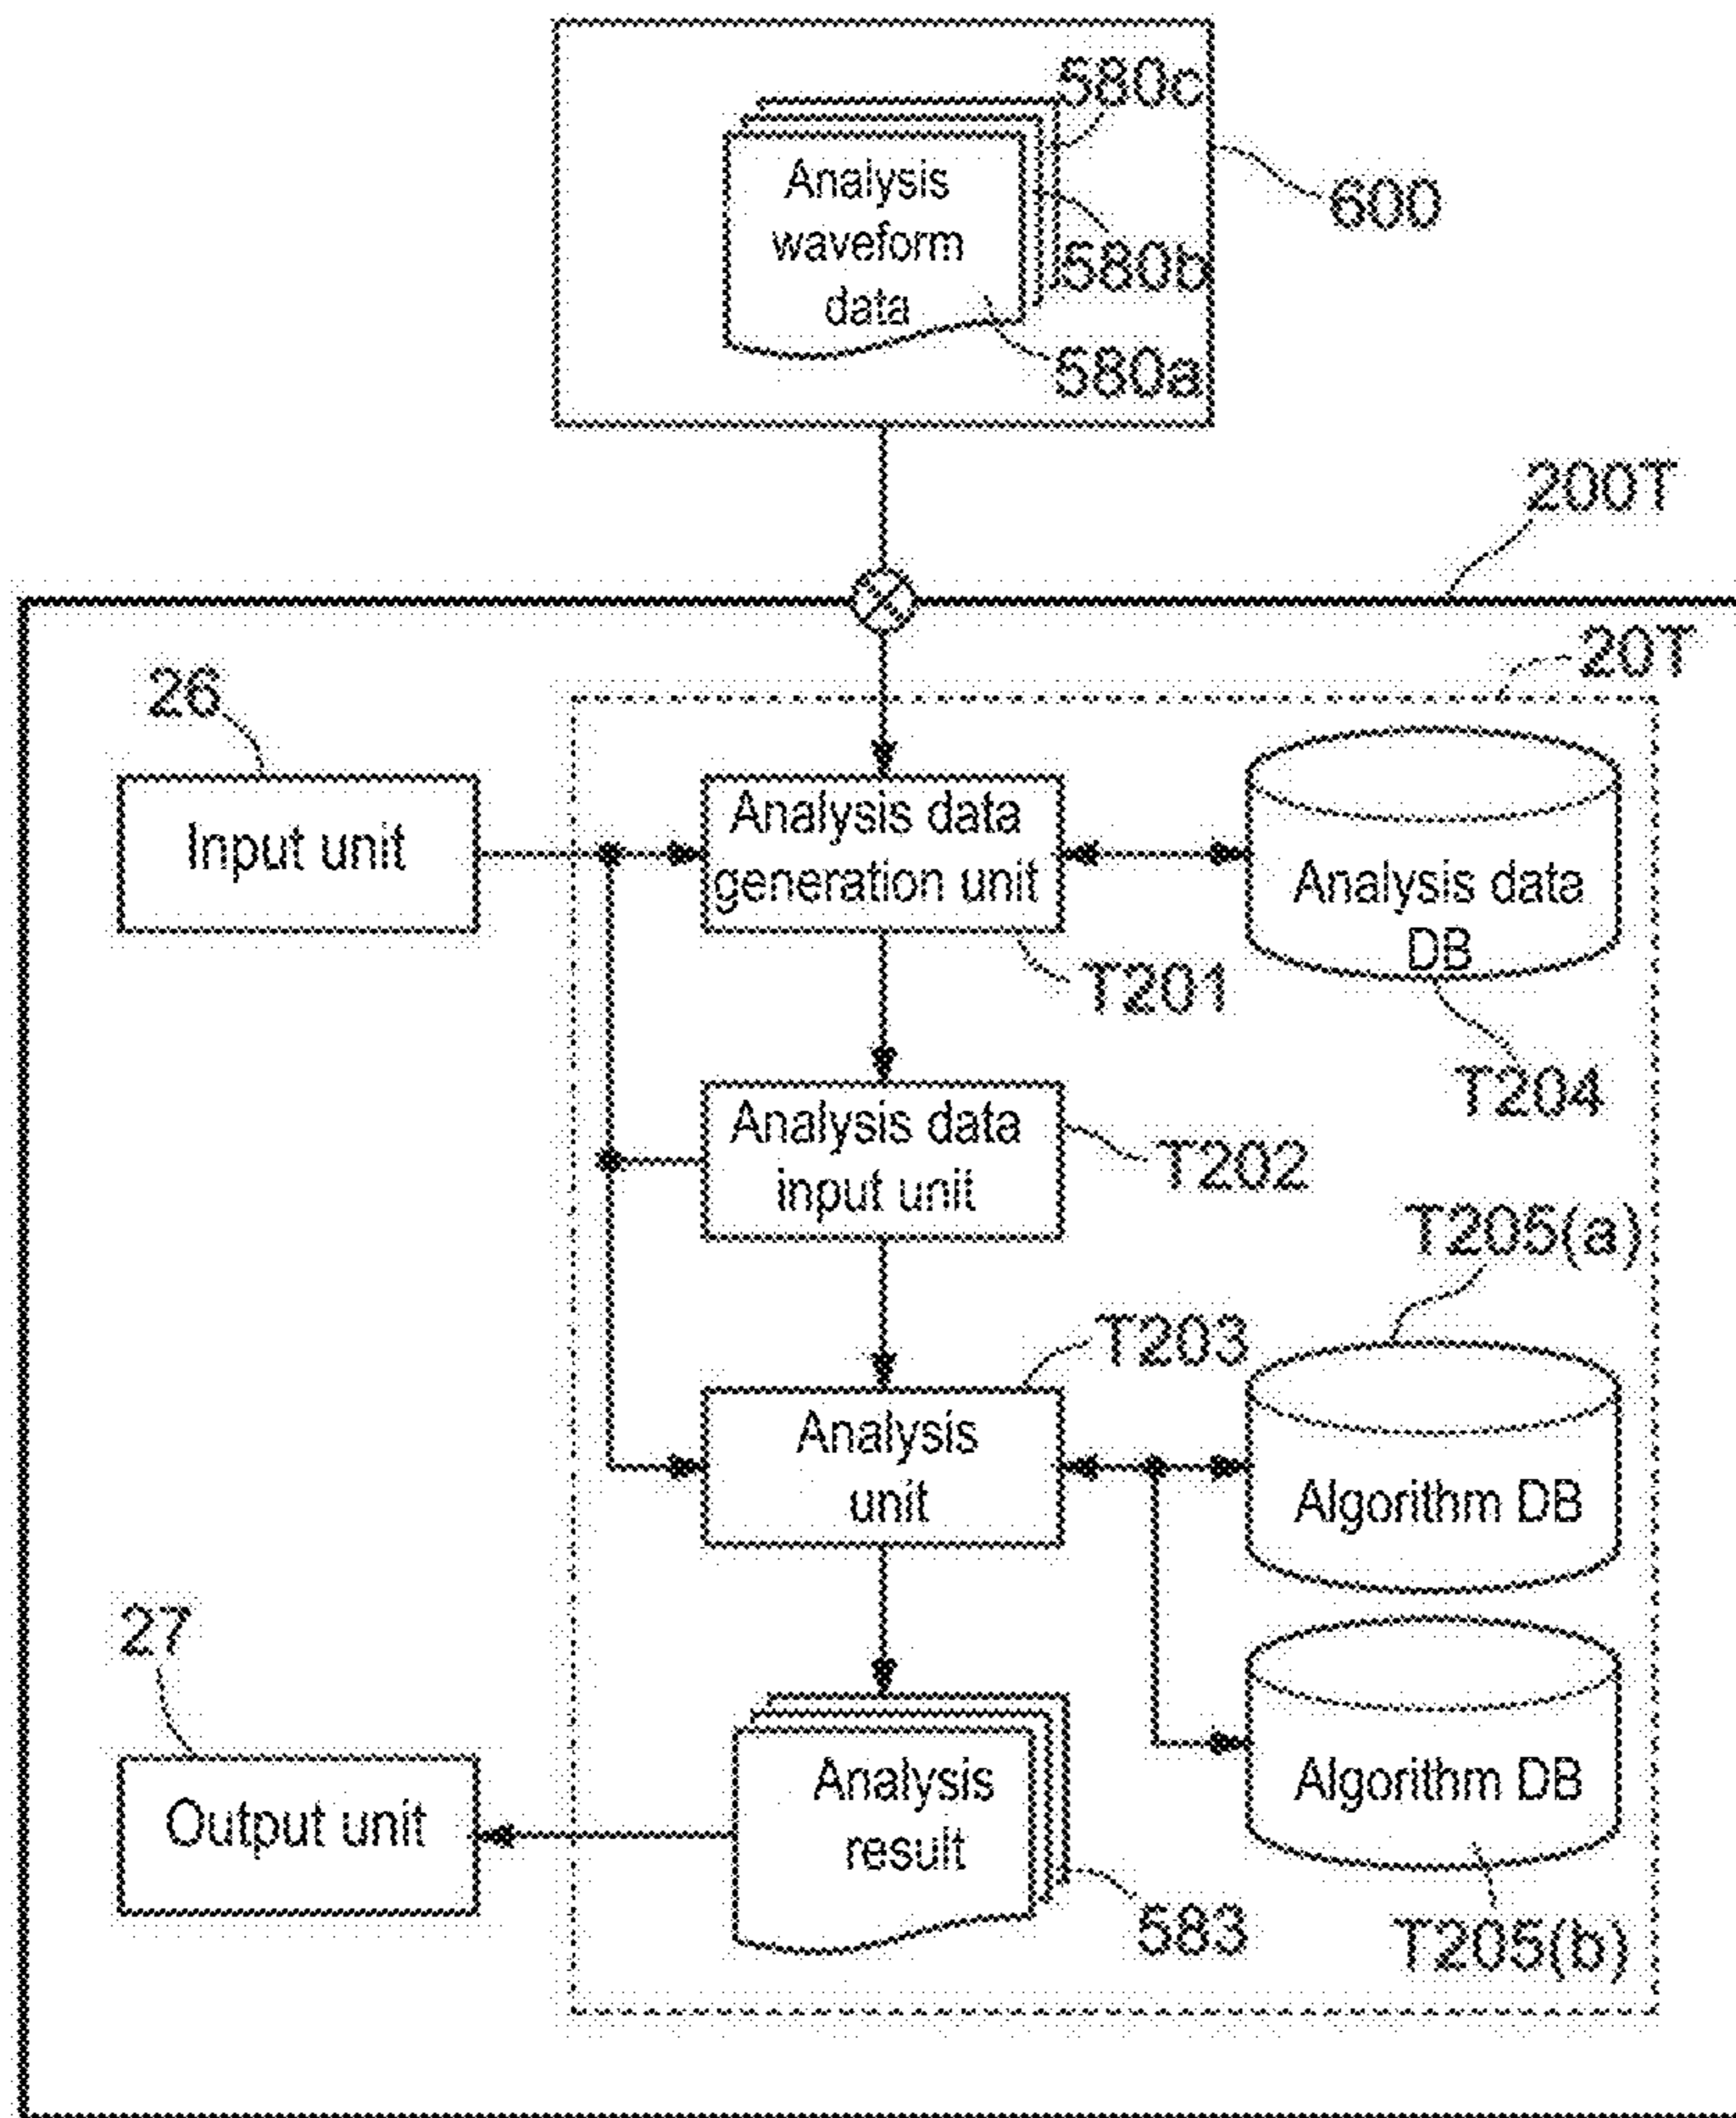 580c
Analysis
waveform
data
600
580b
580a
200T
20T
26
Input unit
Analysis data
generation unit
Analysis data
DB
T201
T204
Analysis data
input unit
T202
T205(a)
T203
Analysis
unit
Algorithm DB
27
Output unit
Analysis
result
Algorithm DB
583
T205(b)